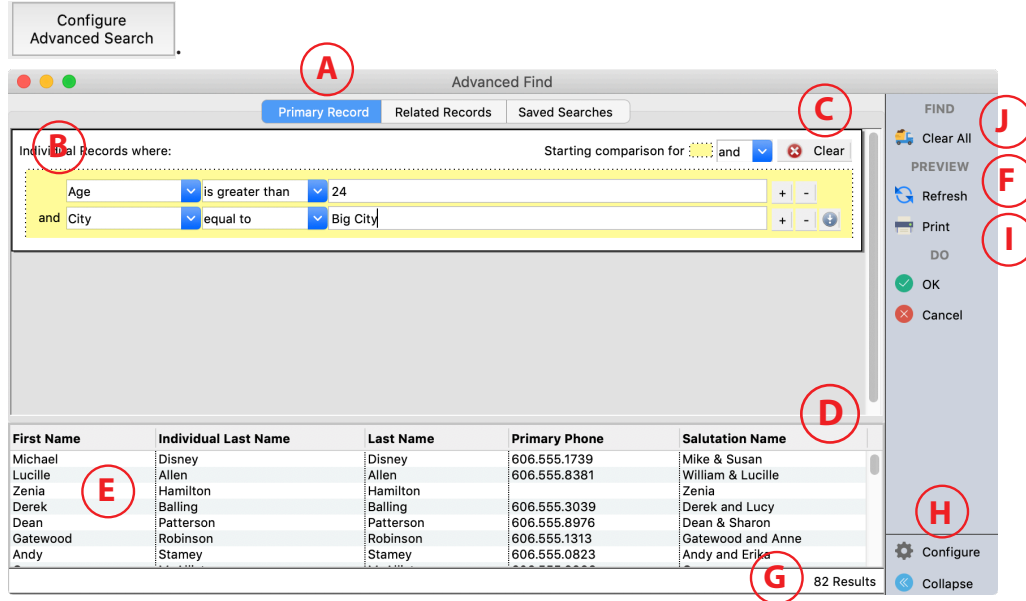 Configure
Advanced Search
.
A
Advanced Find
Primary Record Related Records Saved Searches
C
FIND
J
Clear All
B
Individual Records where:
Starting comparison for and Clear
PREVIEW
F
Refresh
Age is greater than 24 + -
and City equal to Big City + -
Print
I
DO
OK
Cancel
D
First Name Individual Last Name Last Name Primary Phone Salutation Name
Michael Disney Disney 606.555.1739 Mike & Susan
Lucille Allen Allen 606.555.8381 William & Lucille
Zenia Hamilton Hamilton Zenia
E
Derek Balling Balling 606.555.3039 Derek and Lucy
Dean Patterson Patterson 606.555.8976 Dean & Sharon
Gatewood Robinson Robinson 606.555.1313 Gatewood and Anne
Andy Stamey Stamey 606.555.0823 Andy and Erika
H
Configure
G
82 Results
Collapse